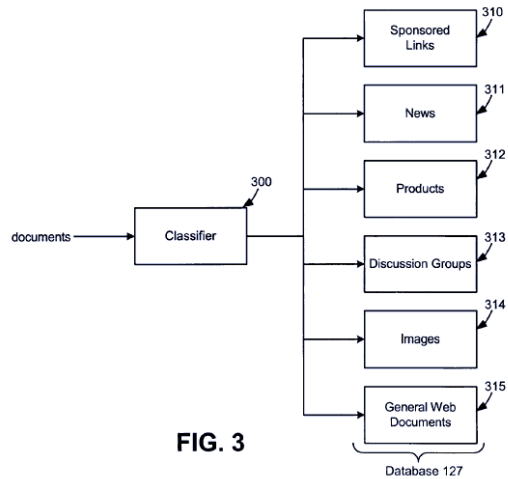 310
Sponsored
Links
311
News
312
Products
300
documents
Classifier
313
Discussion Groups
314
Images
315
General Web
Documents
FIG. 3
Database 127